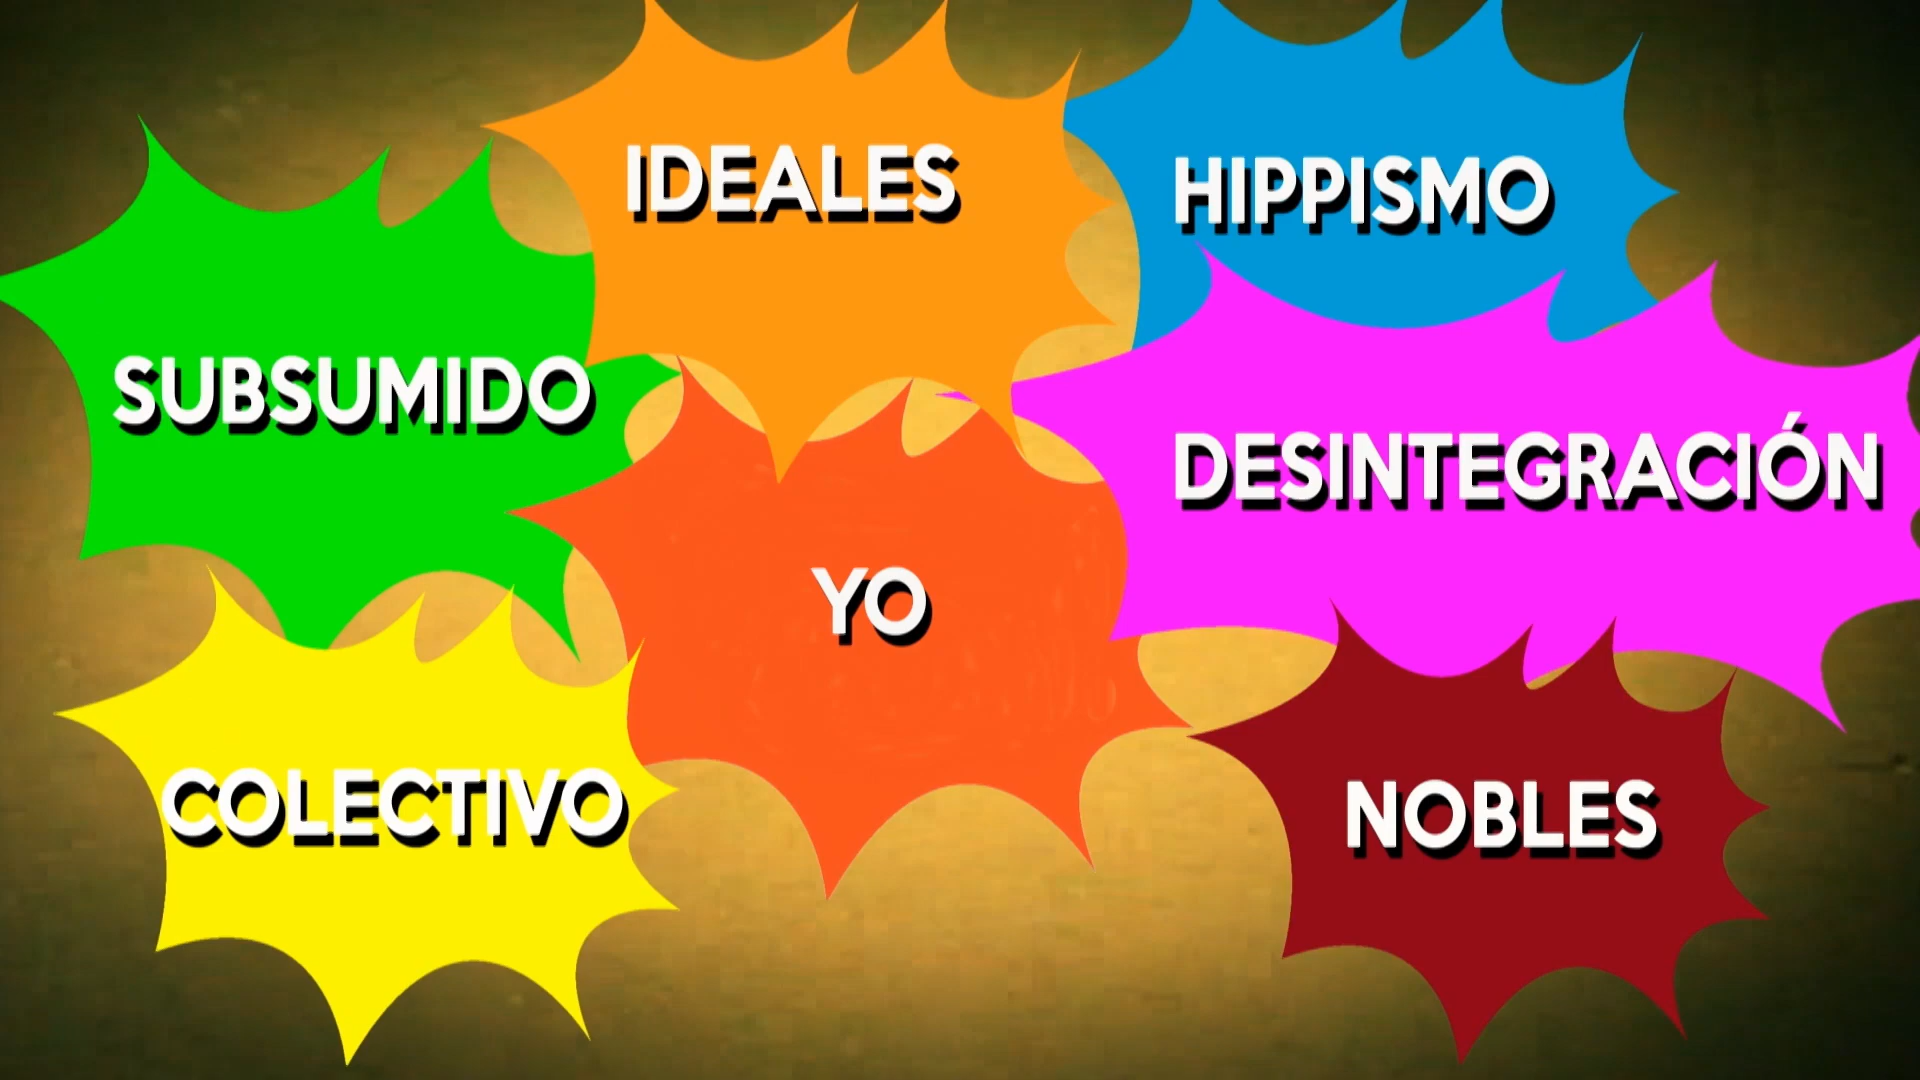 IDEALES
HIPPISMO
SUBSUMIDO
DESINTEGRACIÓN
YO
COLECTIVO
NOBLES